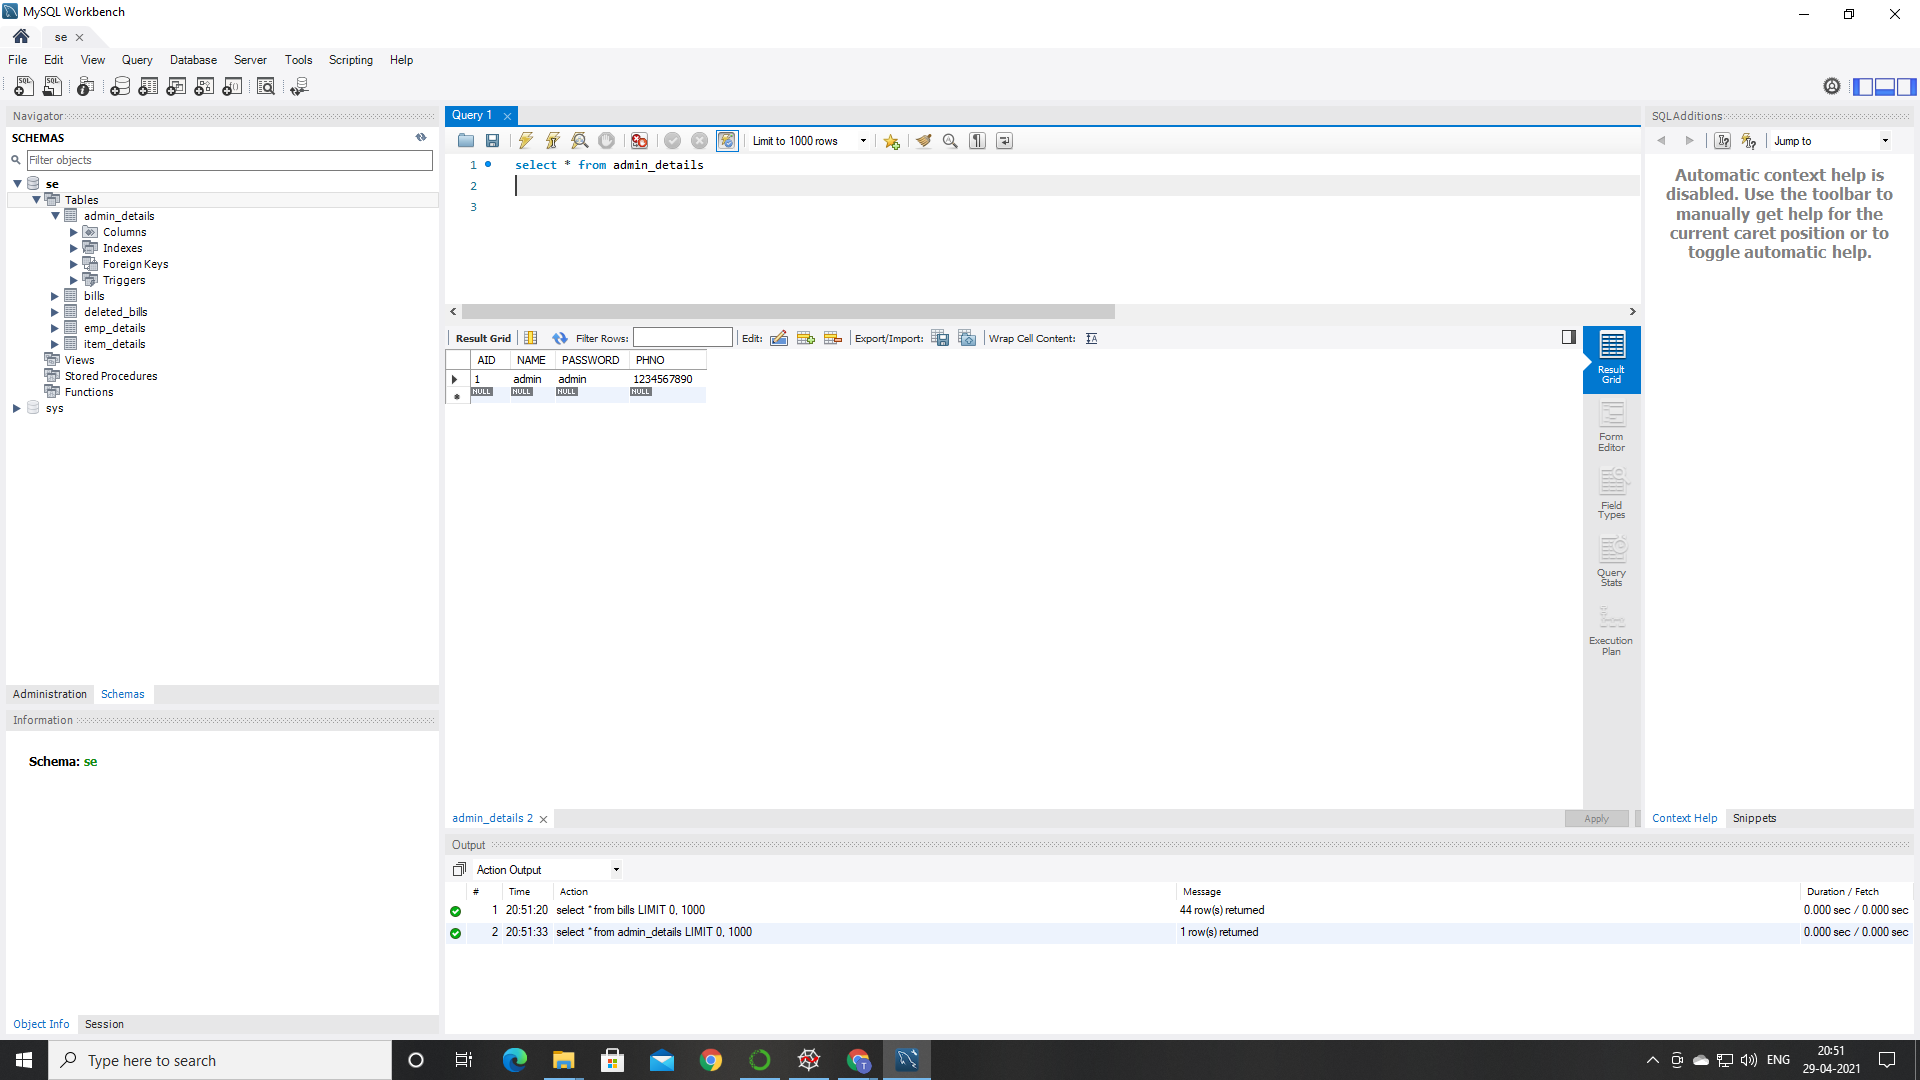 MySQL Workbench
se
File Edit View Query Database Server Tools Scripting Help
Navigator
SCHEMAS
Filter objects
se
Tables
admin_details
Columns
Indexes
Foreign Keys
Triggers
bills
deleted_bills
emp_details
item_details
Views
Stored Procedures
Functions
sys
Administration Schemas
Information
Schema: se
Object Info Session
Query 1
Limit to 1000 rows
1 select * from admin_details
2
3
Result Grid Filter Rows: Edit: Export/Import: Wrap Cell Content:
AID NAME PASSWORD PHNO
1 admin admin 1234567890
NULL NULL NULL NULL
Result
Grid
Form
Editor
Field
Types
Query
Stats
Execution
Plan
admin_details 2
Apply
SQLAdditions
Jump to
Automatic context help is
disabled. Use the toolbar to
manually get help for the
current caret position or to
toggle automatic help.
Context Help Snippets
Output
Action Output
# Time Action Message Duration / Fetch
1 20:51:20 select * from bills LIMIT 0, 1000 44 row(s) returned 0.000 sec / 0.000 sec
2 20:51:33 select * from admin_details LIMIT 0, 1000 1 row(s) returned 0.000 sec / 0.000 sec
Type here to search
T
ENG
20:51
29-04-2021